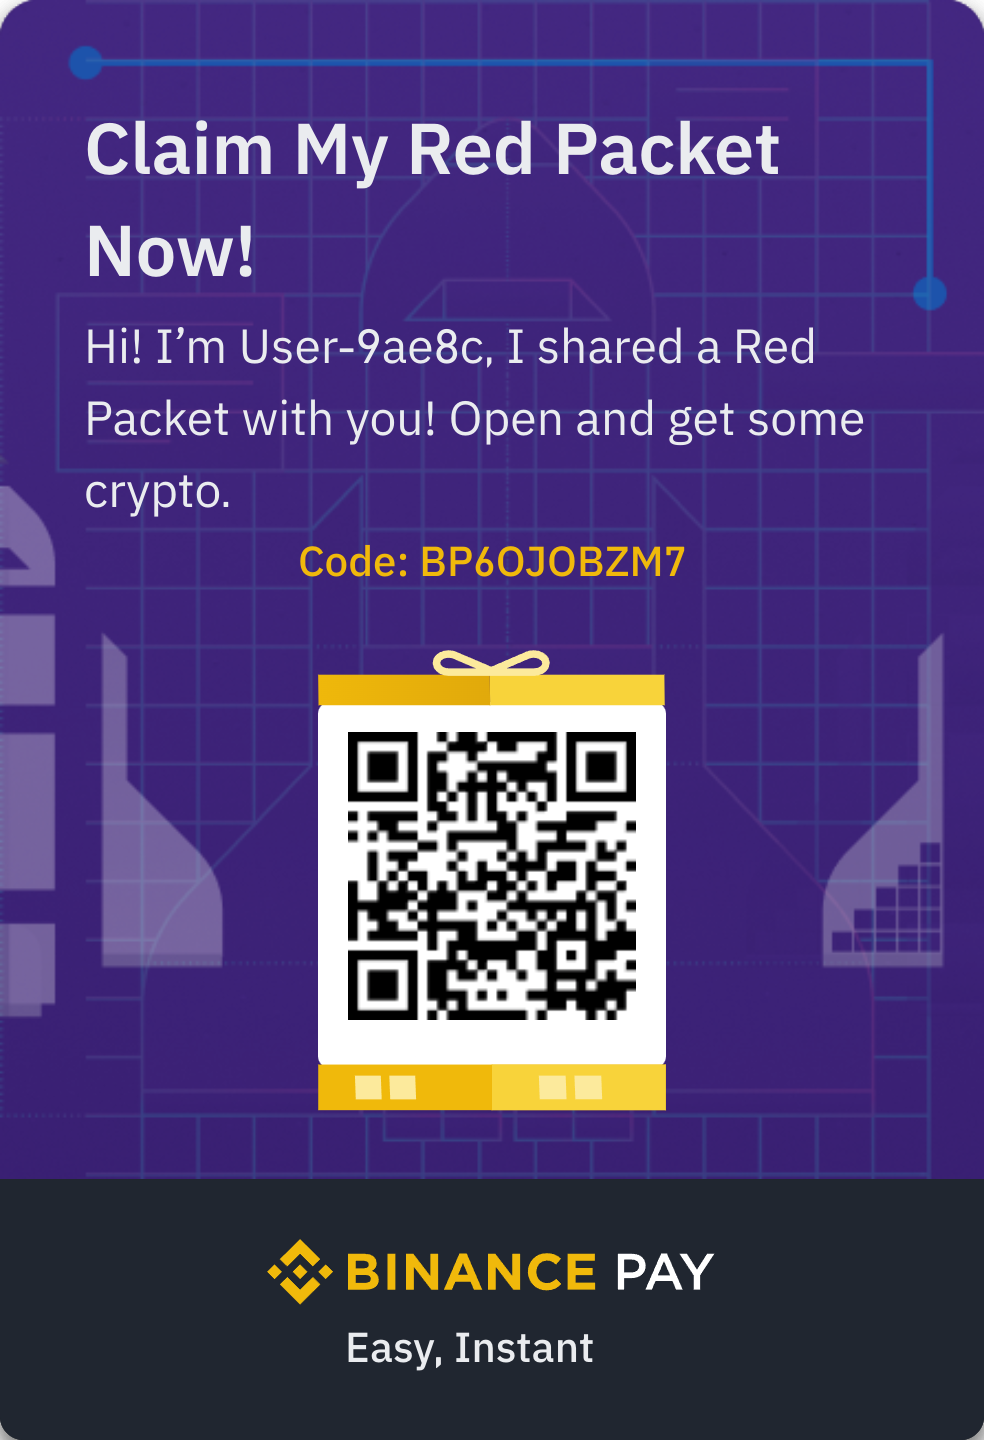 Claim My Red Packet
Now!
Hi! I’m User-9ae8c, I shared a Red
Packet with you! Open and get some
crypto.
Code: BP6OJOBZM7
BINANCE PAY
Easy, Instant